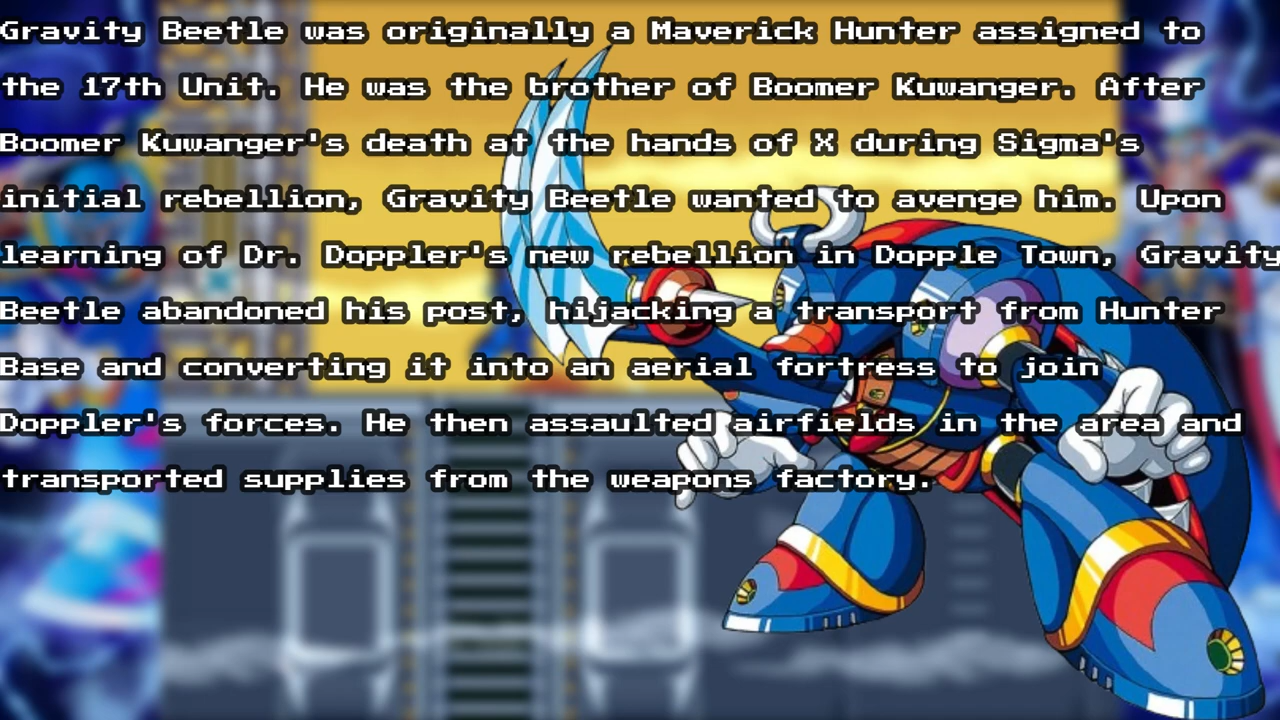 Gravity Beetle was originally a Maverick Hunter assigned to
the 17th Unit. He was the brother of Boomer Kuwanger. After
Boomer Kuwanger's death at the hands of X during Sigma's
initial rebellion, Gravity Beetle wanted to avenge him. Upon
learning of Dr. Doppler's new rebellion in Dopple Town, Gravity
Beetle abandoned his post, hijacking a transport from Hunter
Base and converting it into an aerial fortress to join
Doppler's forces. He then assaulted airfields in the area and
transported supplies from the weapons factory.